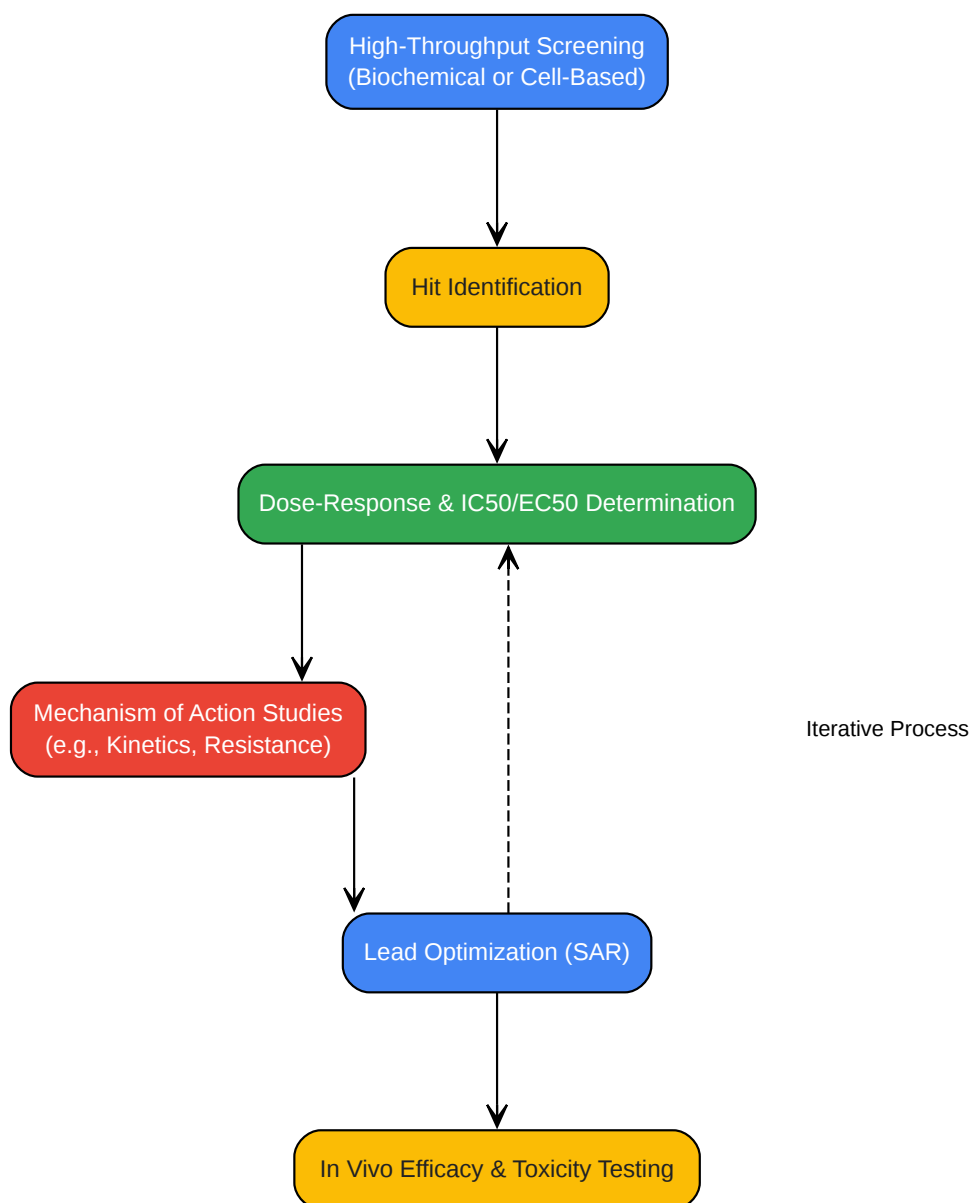 High-Throughput Screening
(Biochemical or Cell-Based)
Hit Identification
Dose-Response & IC50/EC50 Determination
Mechanism of Action Studies
(e.g., Kinetics, Resistance)
Iterative Process
Lead Optimization (SAR)
In Vivo Efficacy & Toxicity Testing